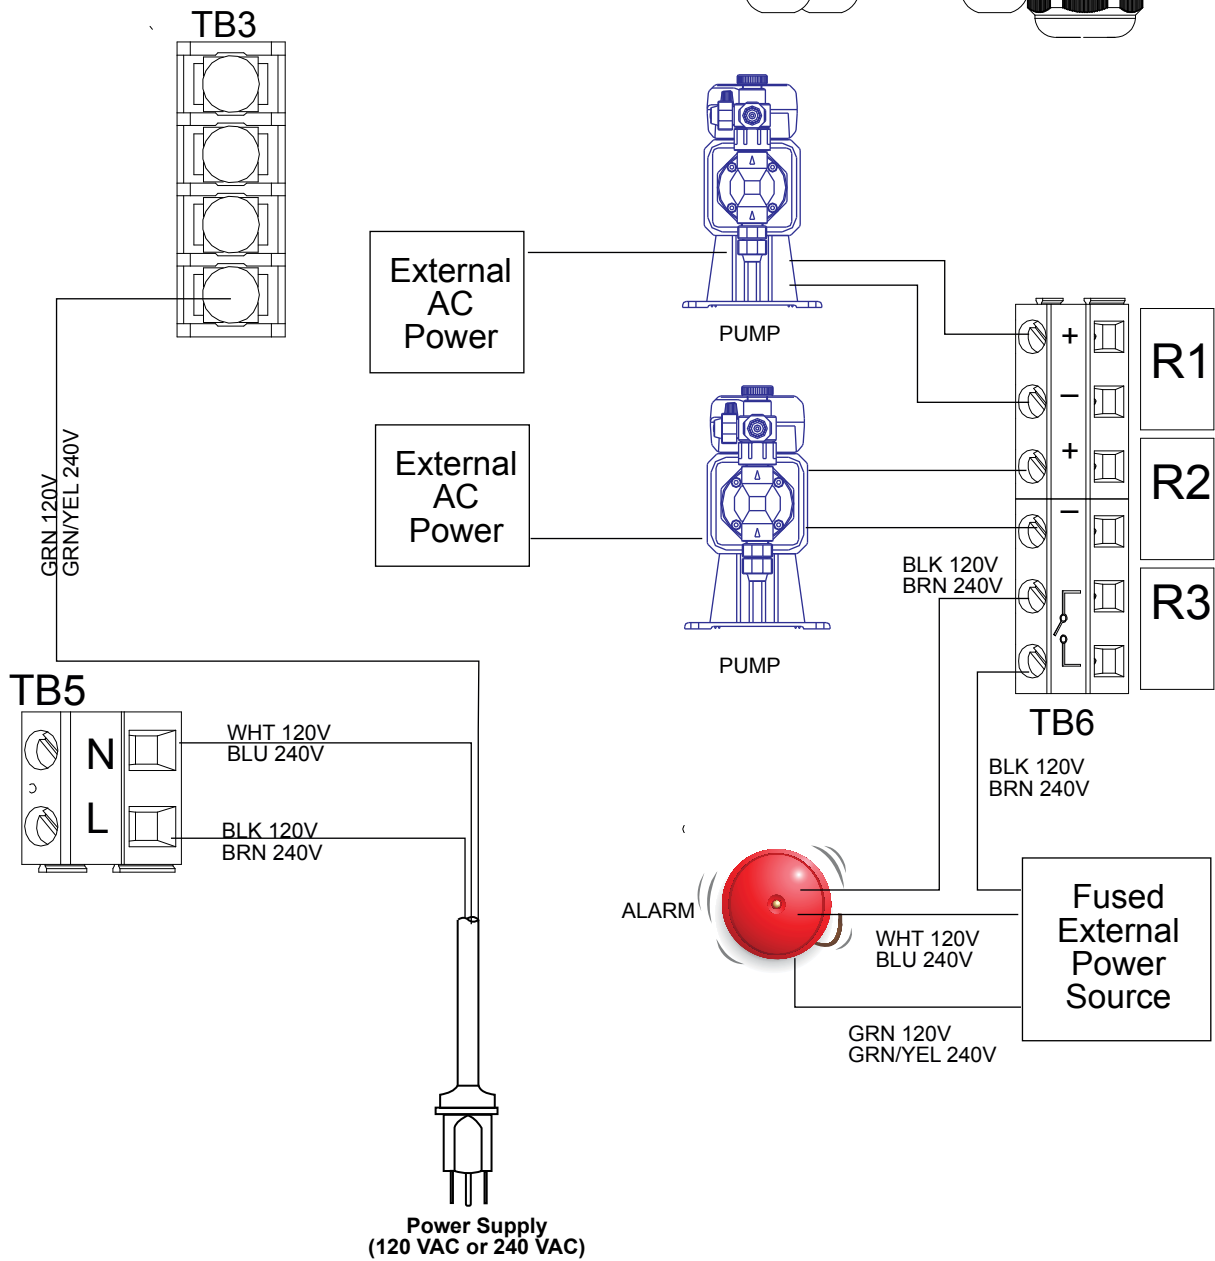 TB3
External
AC
Power
PUMP
+
−
R1
External
AC
Power
+
−
R2
GRN 120V
GRN/YEL 240V
BLK 120V
BRN 240V
R3
PUMP
TB5
TB6
N
WHT 120V
BLU 240V
BLK 120V
BRN 240V
L
BLK 120V
BRN 240V
ALARM
Fused
External
Power
Source
WHT 120V
BLU 240V
GRN 120V
GRN/YEL 240V
Power Supply
(120 VAC or 240 VAC)